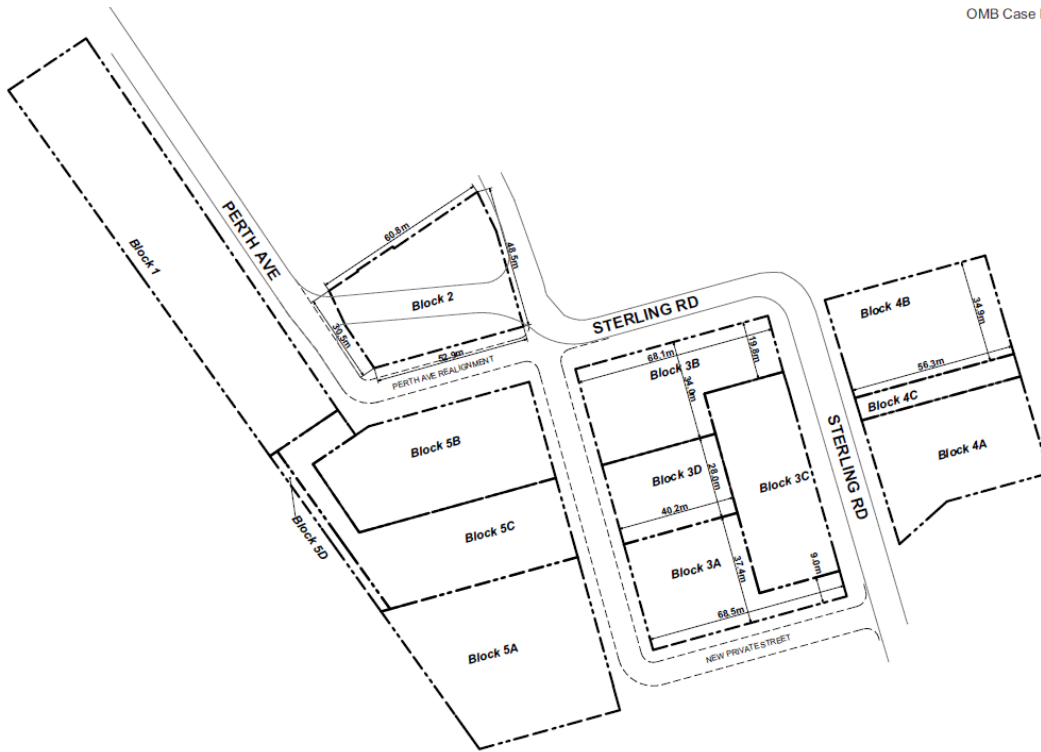 OMB Case
PERTH AVE
Block 1
60.8m
48.5m
Block 2
30.5m
52.9m
PERTH AVE REALIGNMENT
STERLING RD
68.1m
19.8m
Block 3B
34.0m
Block 4B
34.9m
56.3m
Block 4C
Block 4A
STERLING RD
Block 5B
Block 3D
28.0m
Block 3C
40.2m
Block 5C
Block 5D
Block 3A
37.4m
9.0m
68.5m
Block 5A
NEW PRIVATE STREET